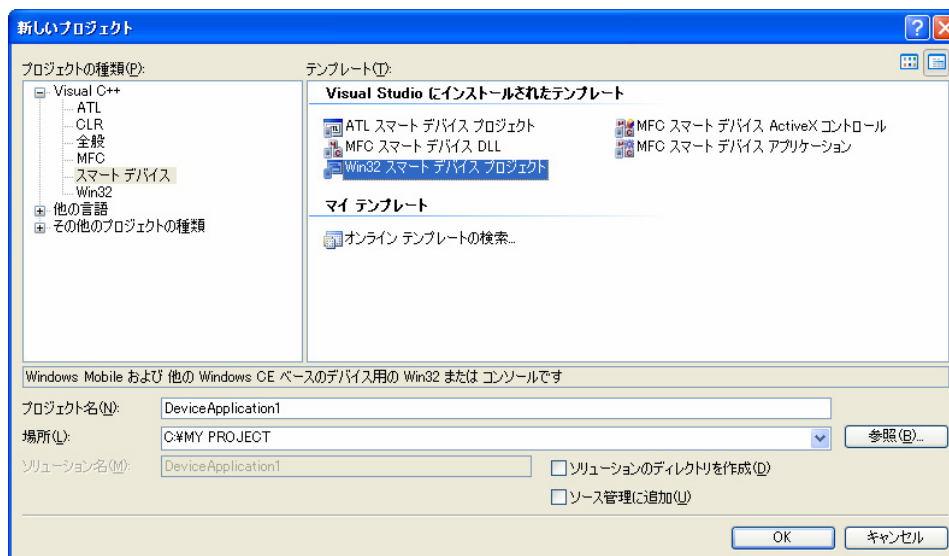 新しいプロジェクト
プロジェクトの種類(P):
テンプレート(T):
Visual C++
ATL
CLR
全般
MFC
スマート デバイス
Win32
他の言語
その他のプロジェクトの種類
Visual Studio にインストールされたテンプレート
ATL スマート デバイス プロジェクト
MFC スマート デバイス ActiveX コントロール
MFC スマート デバイス DLL
MFC スマート デバイス アプリケーション
Win32 スマート デバイス プロジェクト
マイ テンプレート
オンライン テンプレートの検索...
Windows Mobile および 他の Windows CE ベースのデバイス用の Win32 または コンソールです
プロジェクト名(N):
DeviceApplication1
場所(L):
C:¥MY PROJECT
参照(B)...
ソリューション名(M):
DeviceApplication1
ソリューションのディレクトリを作成(D)
ソース管理に追加(U)
OK
キャンセル